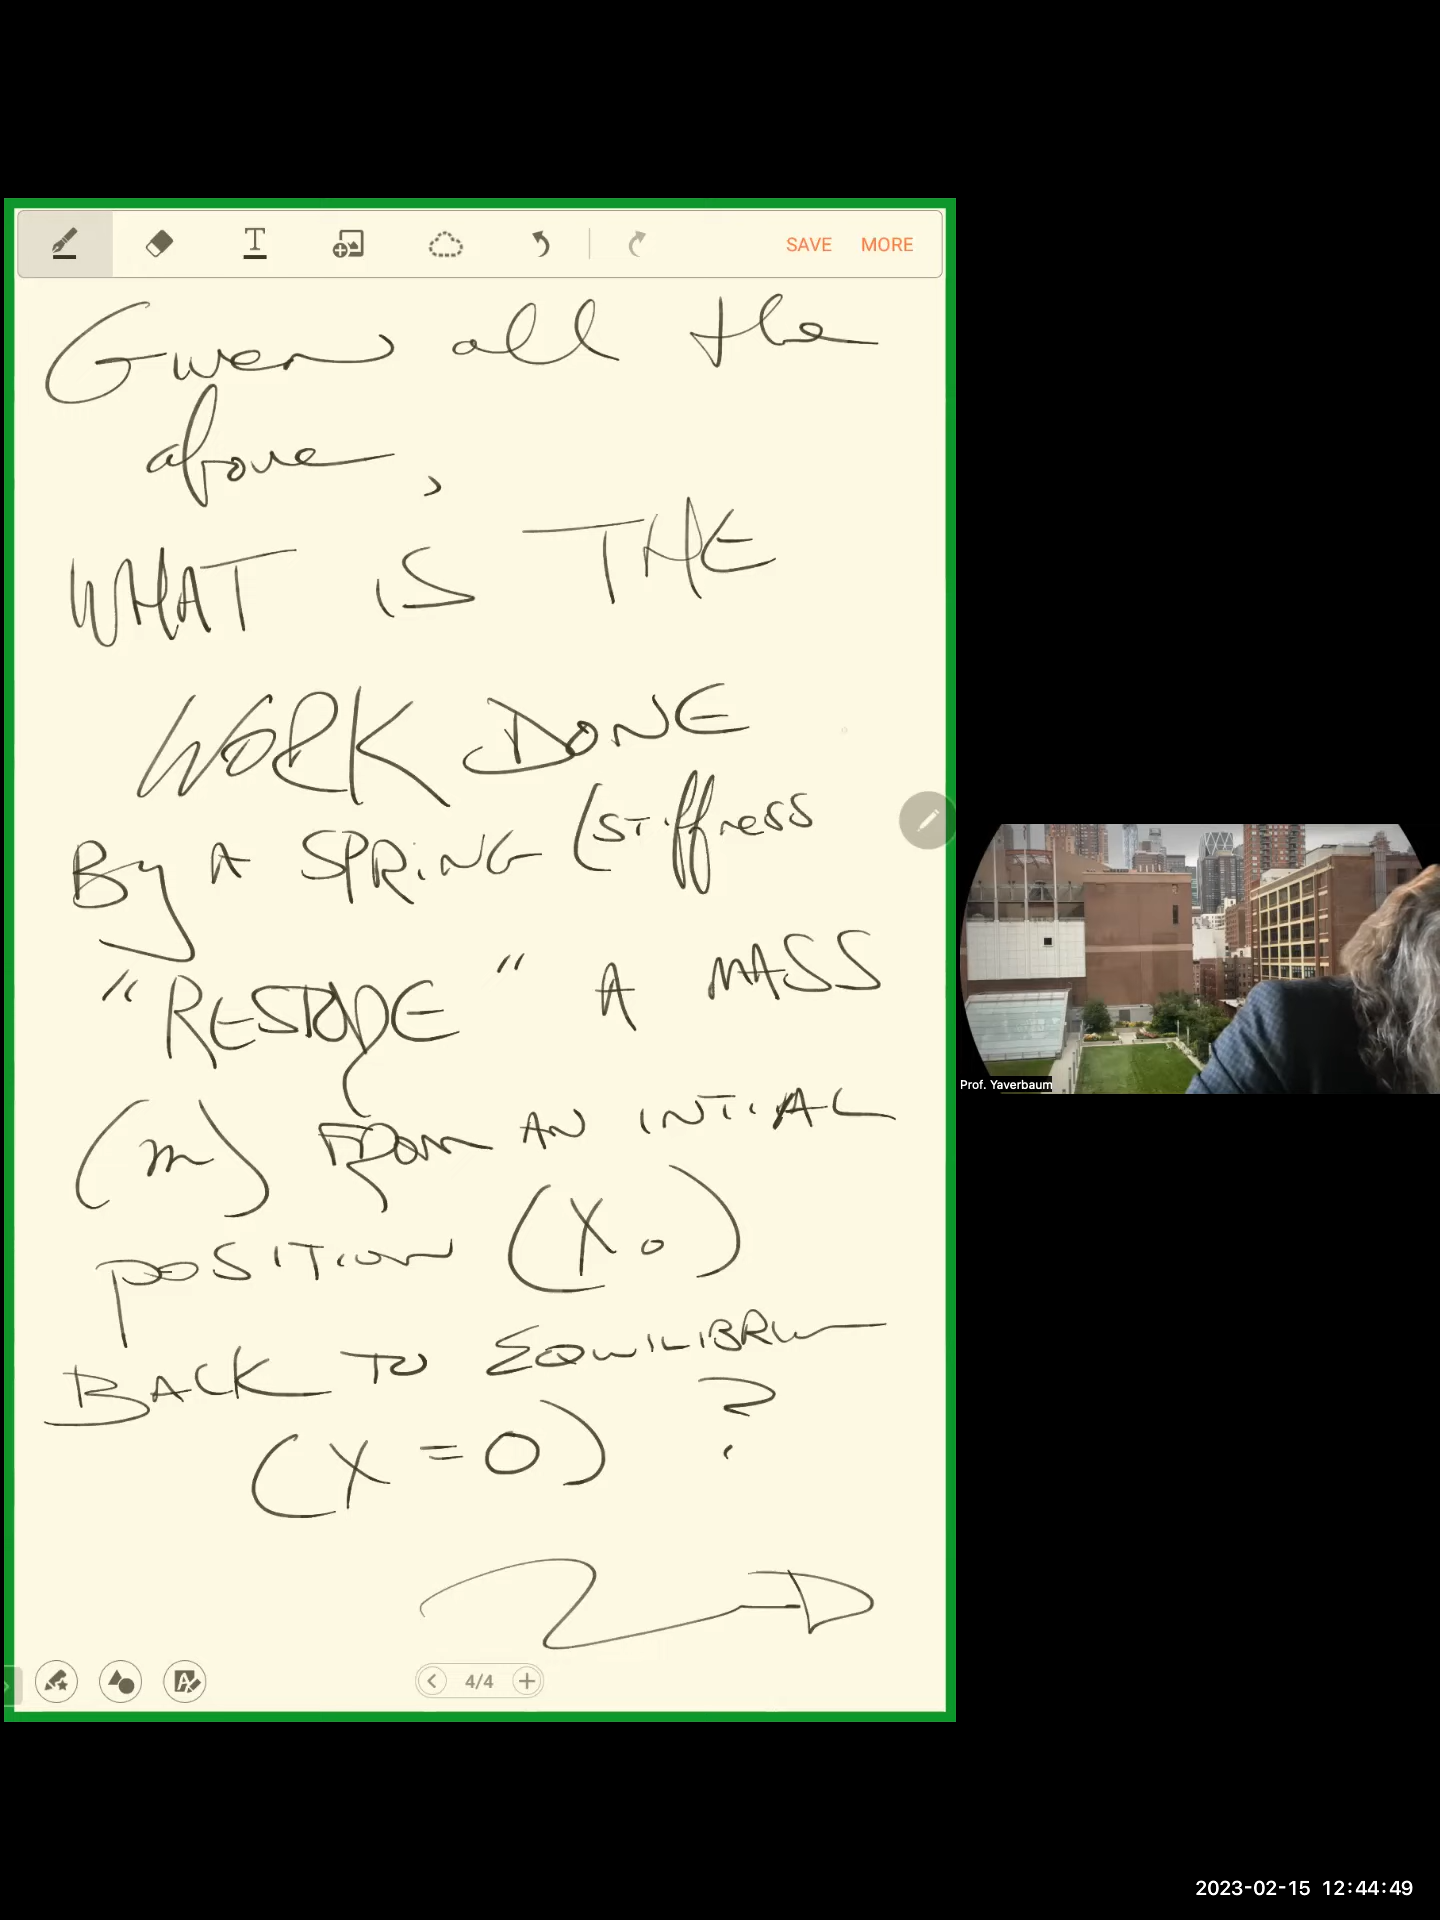 SAVE MORE
Given all the
above,
WHAT IS THE
WORK DONE
By A SPRING (stiffness
"RESTORE" A MASS
(m) FROM AN INTIAL
POSITION (X₀)
BACK TO EQUILIBRIUM
(X = 0) ?
4/4
Prof. Yaverbaum
2023-02-15 12:44:49